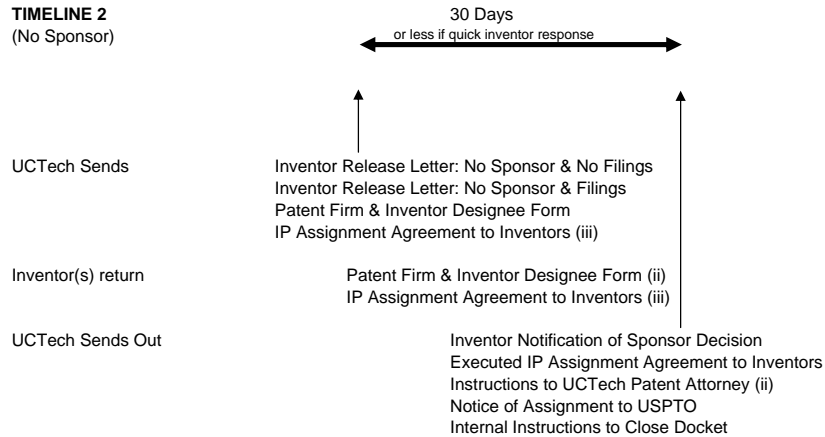 TIMELINE 2
30 Days
(No Sponsor)
or less if quick inventor response
UCTech Sends
Inventor Release Letter: No Sponsor & No Filings
Inventor Release Letter: No Sponsor & Filings
Patent Firm & Inventor Designee Form
IP Assignment Agreement to Inventors (iii)
Inventor(s) return
Patent Firm & Inventor Designee Form (ii)
IP Assignment Agreement to Inventors (iii)
UCTech Sends Out
Inventor Notification of Sponsor Decision
Executed IP Assignment Agreement to Inventors
Instructions to UCTech Patent Attorney (ii)
Notice of Assignment to USPTO
Internal Instructions to Close Docket